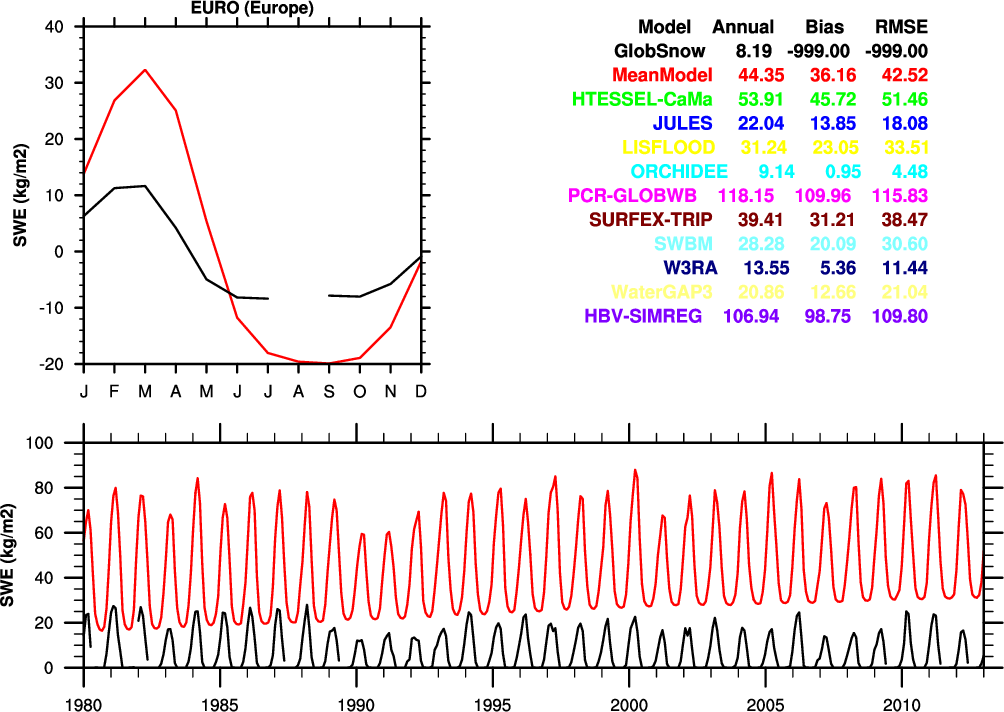 EURO (Europe)
40
30
20
10
0
-10
-20
SWE (kg/m2)
J F M A M J J A S O N D
Model Annual Bias RMSE
GlobSnow 8.19 -999.00 -999.00
MeanModel 44.35 36.16 42.52
HTESSEL-CaMa 53.91 45.72 51.46
JULES 22.04 13.85 18.08
LISFLOOD 31.24 23.05 33.51
ORCHIDEE 9.14 0.95 4.48
PCR-GLOBWB 118.15 109.96 115.83
SURFEX-TRIP 39.41 31.21 38.47
SWBM 28.28 20.09 30.60
W3RA 13.55 5.36 11.44
WaterGAP3 20.86 12.66 21.04
HBV-SIMREG 106.94 98.75 109.80
100
80
60
40
20
0
SWE (kg/m2)
1980 1985 1990 1995 2000 2005 2010